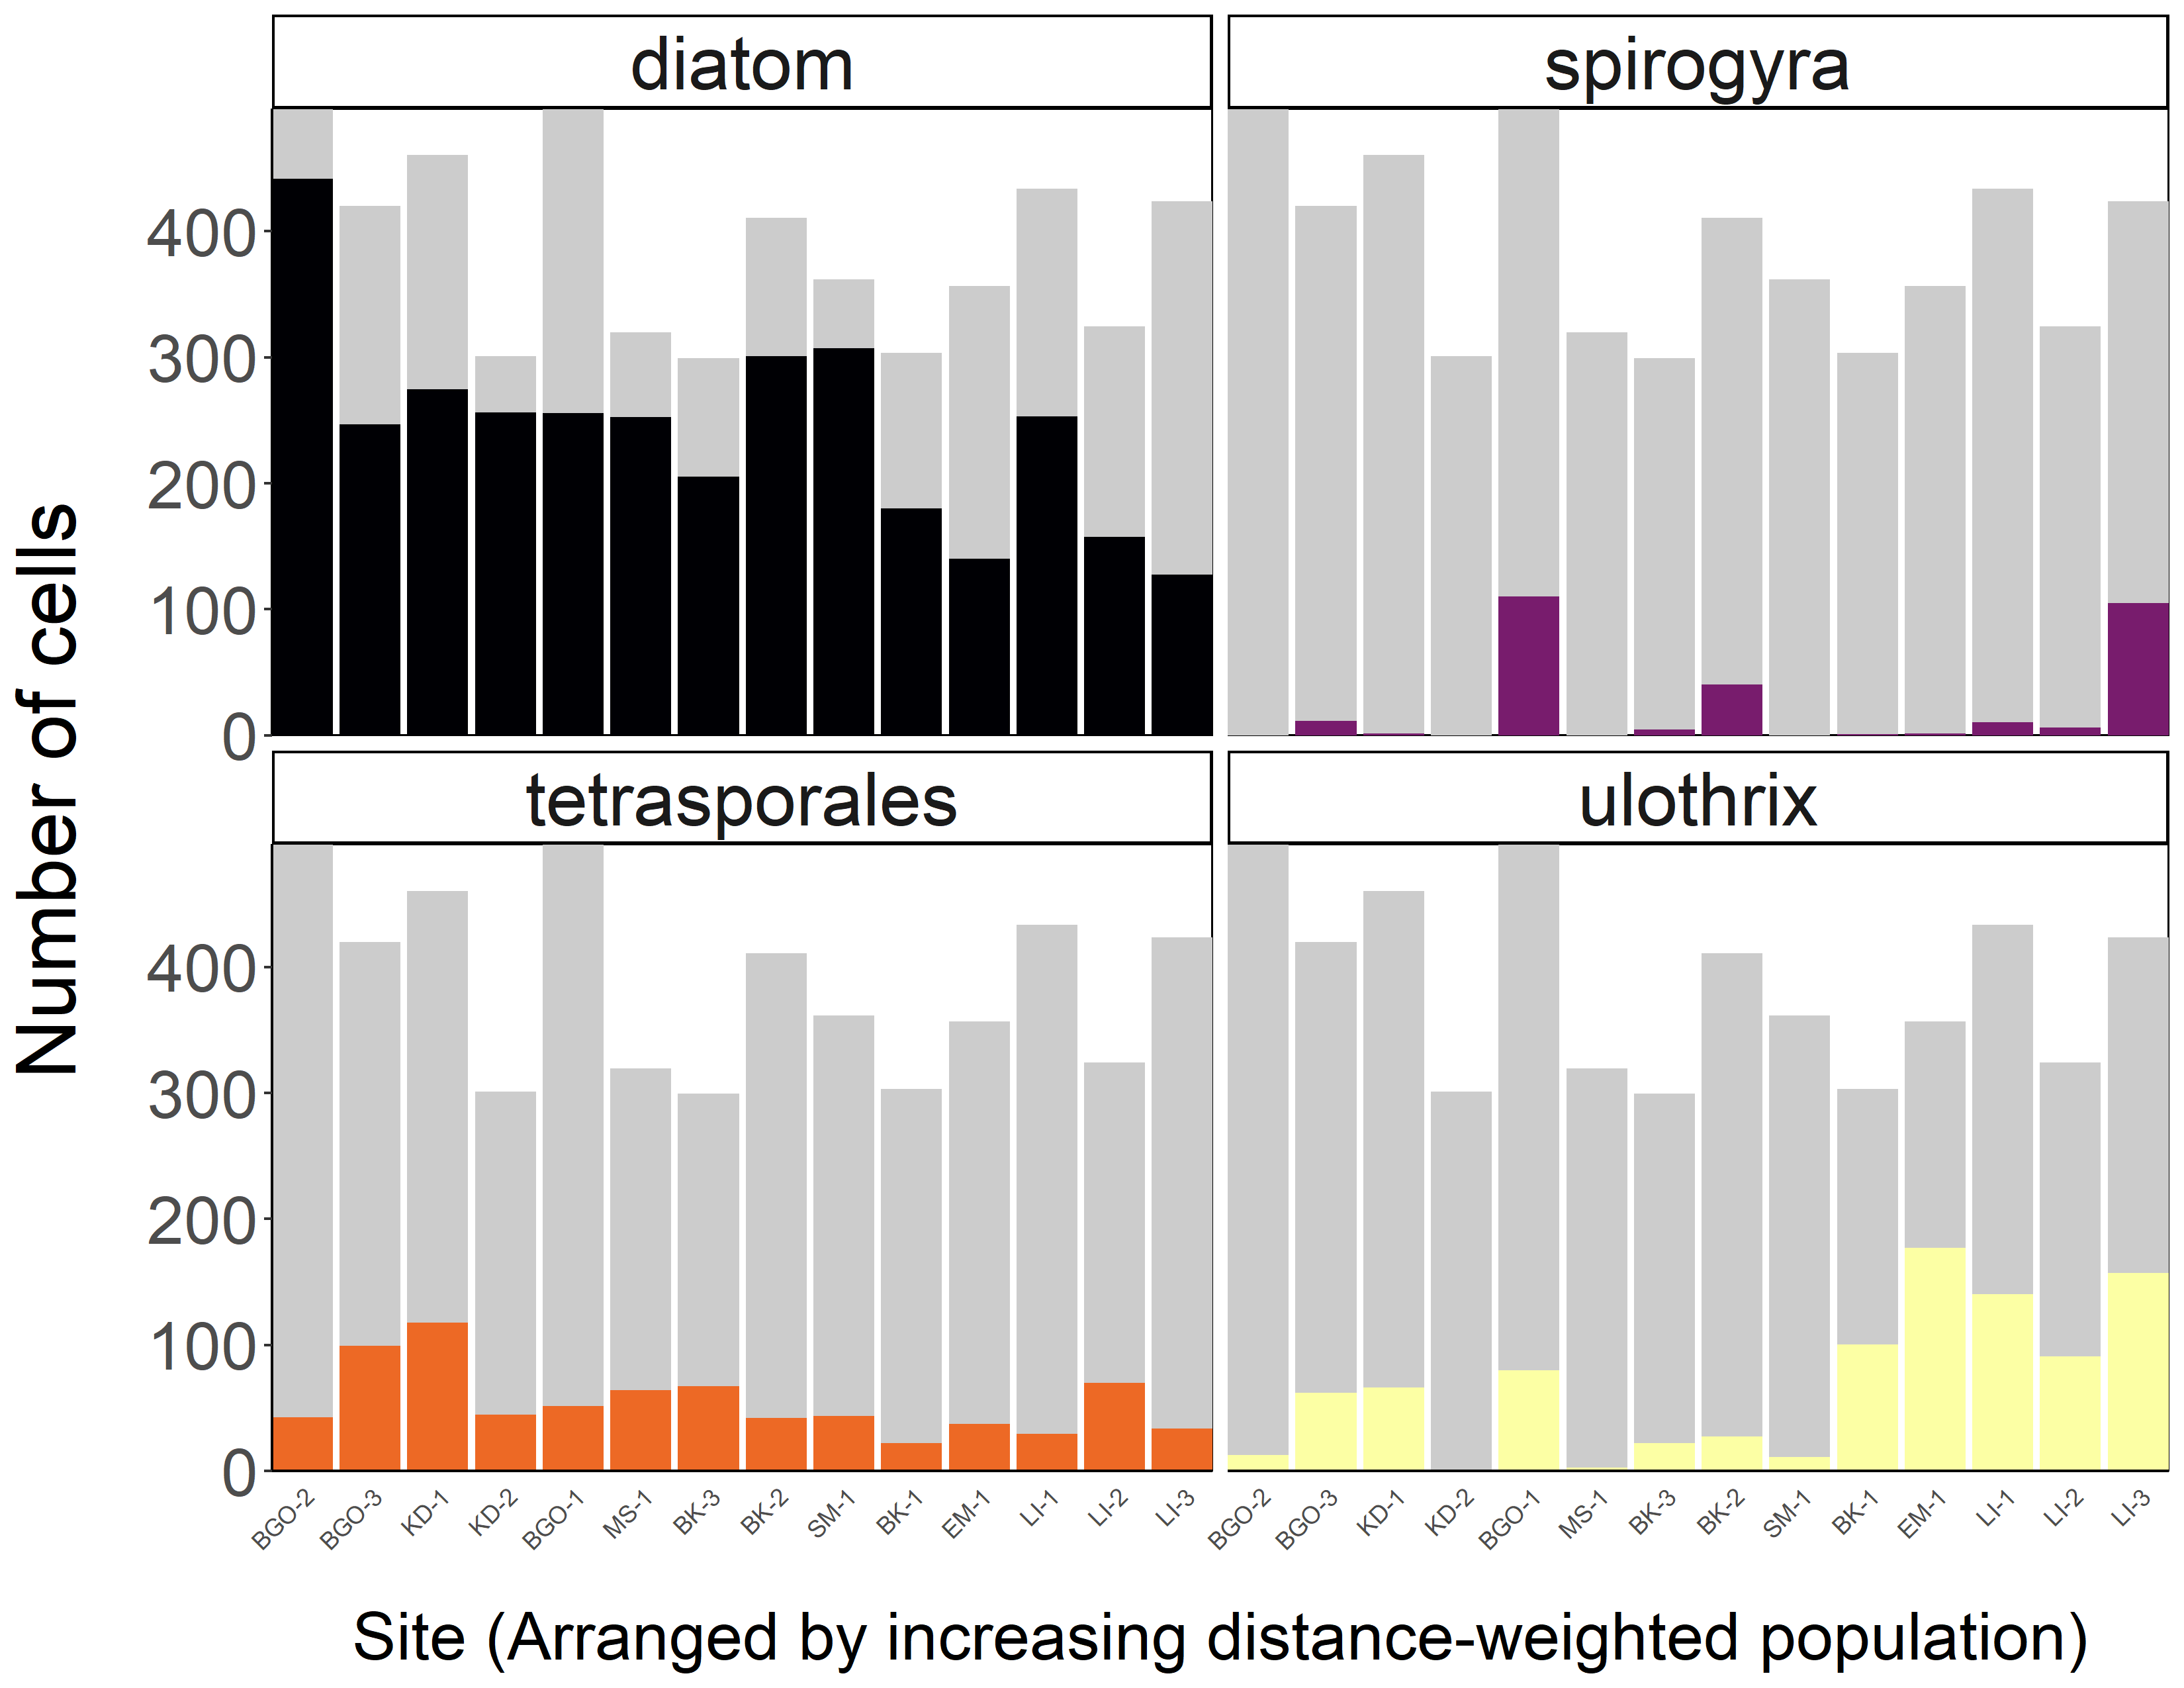 diatom
spirogyra
400
300
200
100
0
tetrasporales
ulothrix
400
300
200
100
0
Number of cells
BGO-2 BGO-3 KD-1 KD-2 BGO-1 MS-1 BK-3 BK-2 SM-1 BK-1 EM-1 LI-1 LI-2 LI-3
BGO-2 BGO-3 KD-1 KD-2 BGO-1 MS-1 BK-3 BK-2 SM-1 BK-1 EM-1 LI-1 LI-2 LI-3
Site (Arranged by increasing distance-weighted population)